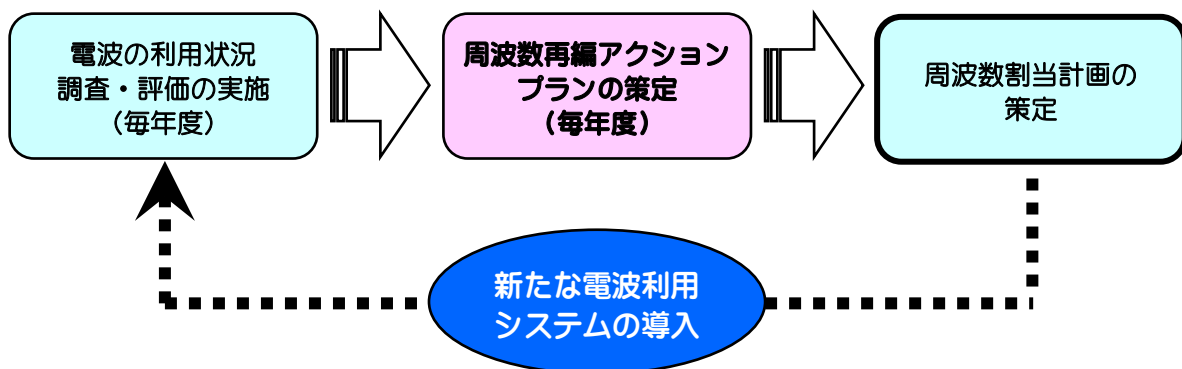 電波の利用状況
調査・評価の実施
（毎年度）
周波数再編アクション
プランの策定
（毎年度）
周波数割当計画の
策定
新たな電波利用
システムの導入